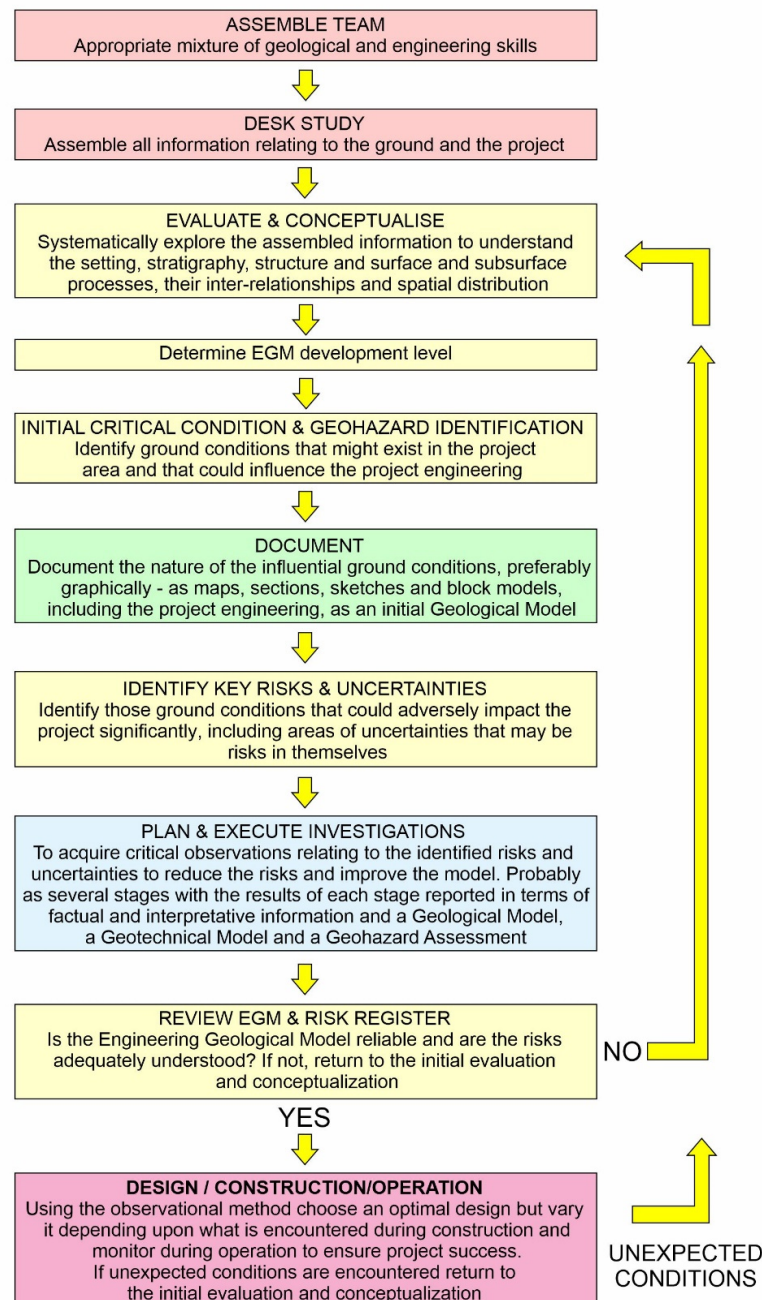 ASSEMBLE TEAM
Appropriate mixture of geological and engineering skills
DESK STUDY
Assemble all information relating to the ground and the project
EVALUATE & CONCEPTUALISE
Systematically explore the assembled information to understand
the setting, stratigraphy, structure and surface and subsurface
processes, their inter-relationships and spatial distribution
Determine EGM development level
INITIAL CRITICAL CONDITION & GEOHAZARD IDENTIFICATION
Identify ground conditions that might exist in the project
area and that could influence the project engineering
DOCUMENT
Document the nature of the influential ground conditions, preferably
graphically - as maps, sections, sketches and block models,
including the project engineering, as an initial Geological Model
IDENTIFY KEY RISKS & UNCERTAINTIES
Identify those ground conditions that could adversely impact the
project significantly, including areas of uncertainties that may be
risks in themselves
PLAN & EXECUTE INVESTIGATIONS
To acquire critical observations relating to the identified risks and
uncertainties to reduce the risks and improve the model. Probably
as several stages with the results of each stage reported in terms of
factual and interpretative information and a Geological Model,
a Geotechnical Model and a Geohazard Assessment
REVIEW EGM & RISK REGISTER
Is the Engineering Geological Model reliable and are the risks
adequately understood? If not, return to the initial evaluation
and conceptualization
NO
YES
DESIGN / CONSTRUCTION/OPERATION
Using the observational method choose an optimal design but vary
it depending upon what is encountered during construction and
monitor during operation to ensure project success.
If unexpected conditions are encountered return to
the initial evaluation and conceptualization
UNEXPECTED
CONDITIONS